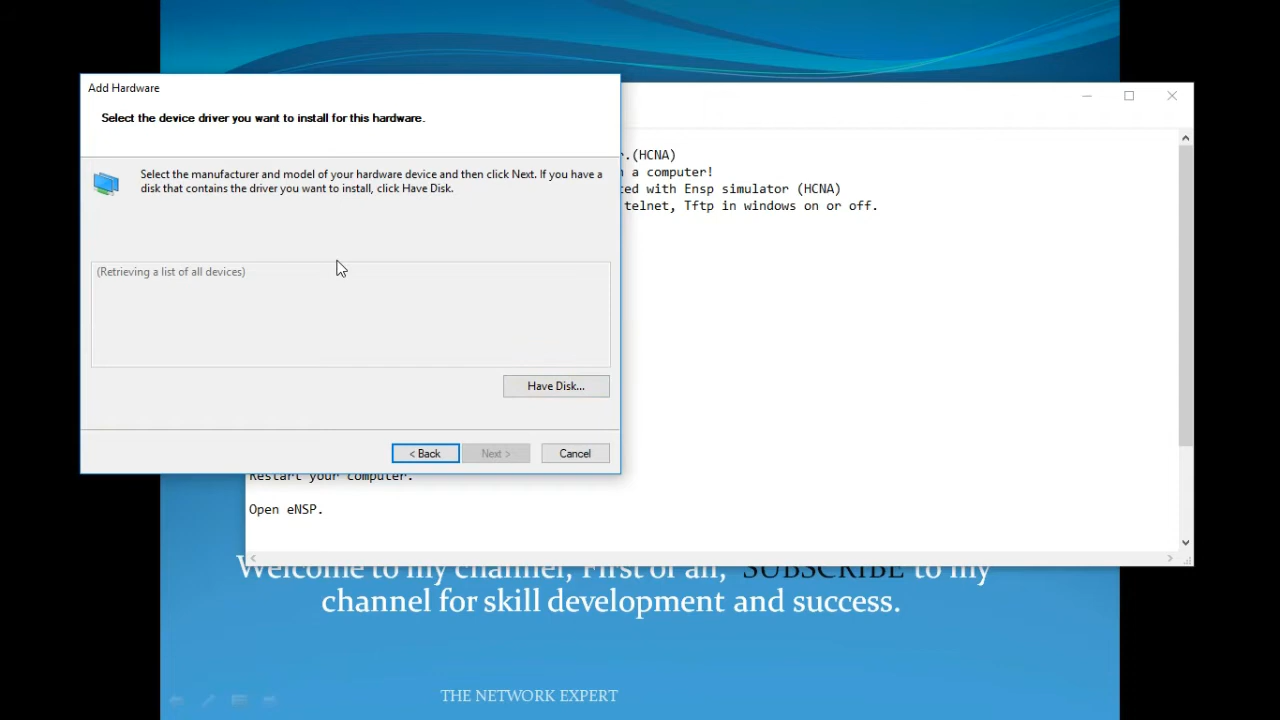 Add Hardware
Select the device driver you want to install for this hardware.
Select the manufacturer and model of your hardware device and then click Next. If you have a
disk that contains the driver you want to install, click Have Disk.
(Retrieving a list of all devices)
Have Disk...
< Back
Next >
Cancel
.(HCNA)
a computer!
with Ensp simulator (HCNA)
telnet, Tftp in windows on or off.
Restart your computer.
Open eNSP.
Welcome to my channel, First of all, SUBSCRIBE to my
channel for skill development and success.
THE NETWORK EXPERT